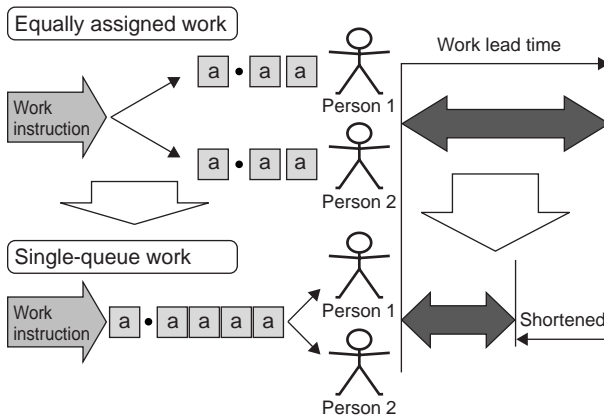 Equally assigned work
Work lead time
a • a a
Person 1
Work
instruction
a • a a
Person 2
Single-queue work
Work
instruction
a • a a a a
Person 1
Shortened
Person 2